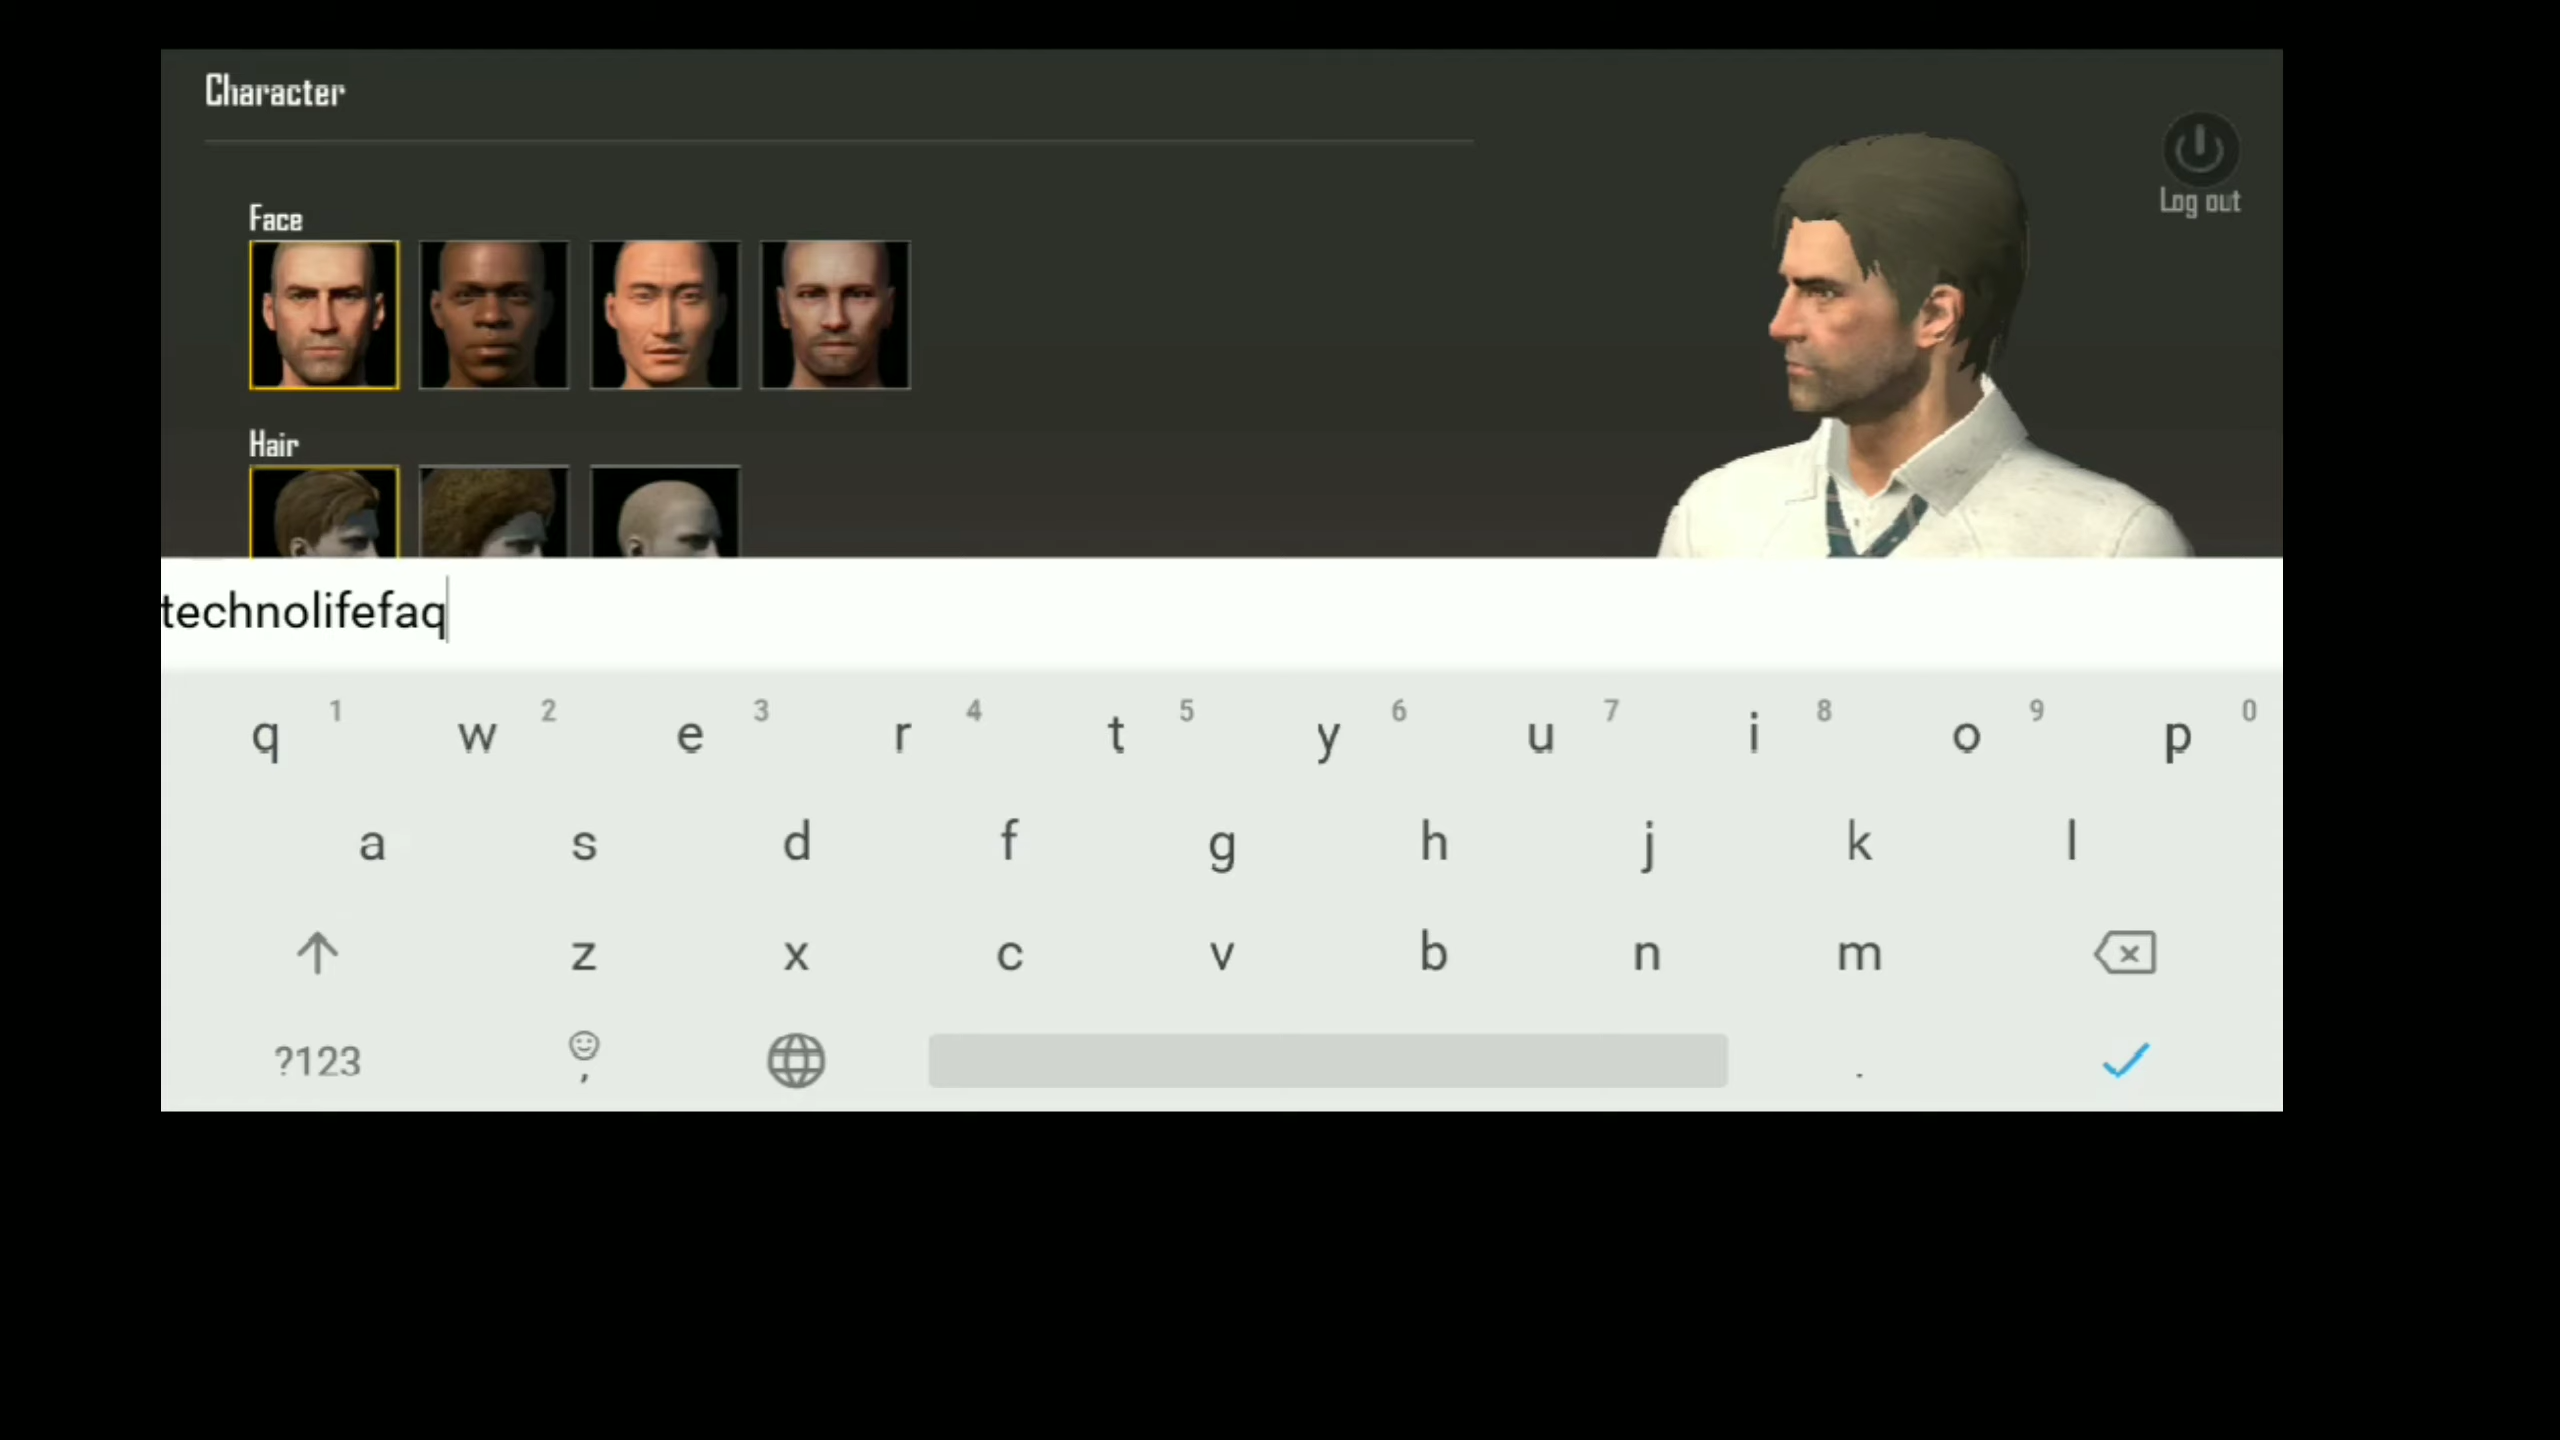 Character
Log out
Face
Hair
technolifefaq
q 1 w 2 e 3 r 4 t 5 y 6 u 7 i 8 o 9 p 0
a s d f g h j k l
z x c v b n m
?123 , .